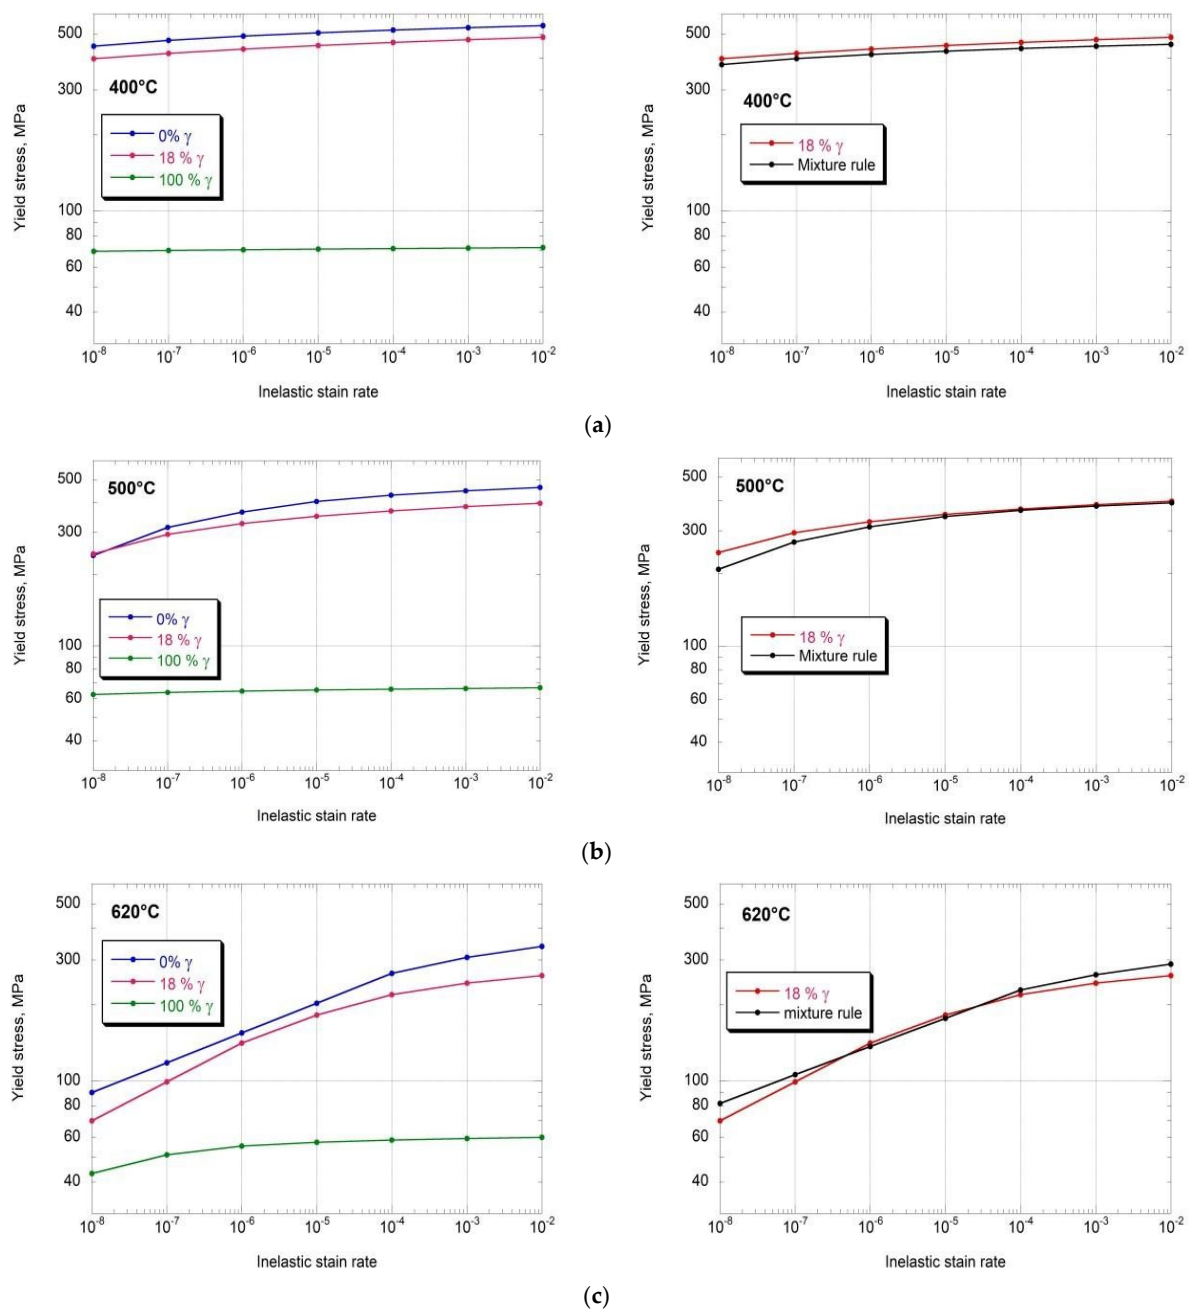 500
300
100
80
60
40
Yield stress, MPa
400°C
0% γ
18 % γ
100 % γ
10⁻⁸ 10⁻⁷ 10⁻⁶ 10⁻⁵ 10⁻⁴ 10⁻³ 10⁻²
Inelastic stain rate
500
300
100
80
60
40
Yield stress, MPa
400°C
18 % γ
Mixture rule
10⁻⁸ 10⁻⁷ 10⁻⁶ 10⁻⁵ 10⁻⁴ 10⁻³ 10⁻²
Inelastic stain rate
(a)
500
300
100
80
60
40
Yield stress, MPa
500°C
0% γ
18 % γ
100 % γ
10⁻⁸ 10⁻⁷ 10⁻⁶ 10⁻⁵ 10⁻⁴ 10⁻³ 10⁻²
Inelastic stain rate
500
300
100
80
60
40
Yield stress, MPa
500°C
18 % γ
Mixture rule
10⁻⁸ 10⁻⁷ 10⁻⁶ 10⁻⁵ 10⁻⁴ 10⁻³ 10⁻²
Inelastic stain rate
(b)
500
300
100
80
60
40
Yield stress, MPa
620°C
0% γ
18 % γ
100 % γ
10⁻⁸ 10⁻⁷ 10⁻⁶ 10⁻⁵ 10⁻⁴ 10⁻³ 10⁻²
Inelastic stain rate
500
300
100
80
60
40
Yield stress, MPa
620°C
18 % γ
mixture rule
10⁻⁸ 10⁻⁷ 10⁻⁶ 10⁻⁵ 10⁻⁴ 10⁻³ 10⁻²
Inelastic stain rate
(c)